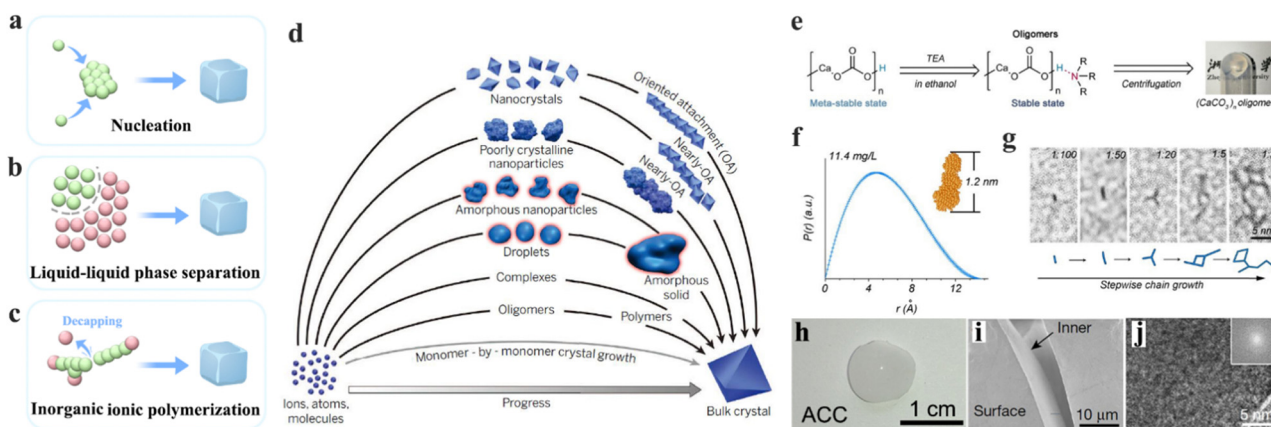 a
Nucleation
b
Liquid-liquid phase separation
c
Decapping
Inorganic ionic polymerization
d
Nanocrystals
Oriented attachment (OA)
Poorly crystalline
nanoparticles
Nearly-OA
Nearly-OA
Amorphous nanoparticles
Droplets
Amorphous
solid
Complexes
Oligomers
Polymers
Monomer - by - monomer crystal growth
Progress
Ions, atoms,
molecules
Bulk crystal
e
Oligomers
Ca O O O H n
Meta-stable state
TEA
in ethanol
Ca O O O H N R R R n
Stable state
Centrifugation
(CaCO3)n oligome
f
11.4 mg/L
1.2 nm
P(r) (a.u.)
0 4 8 12
r (Å)
g
1:100 1:50 1:20 1:5
5 nm
Stepwise chain growth
h
ACC
1 cm
i
Inner
Surface
10 μm
j
5 nm